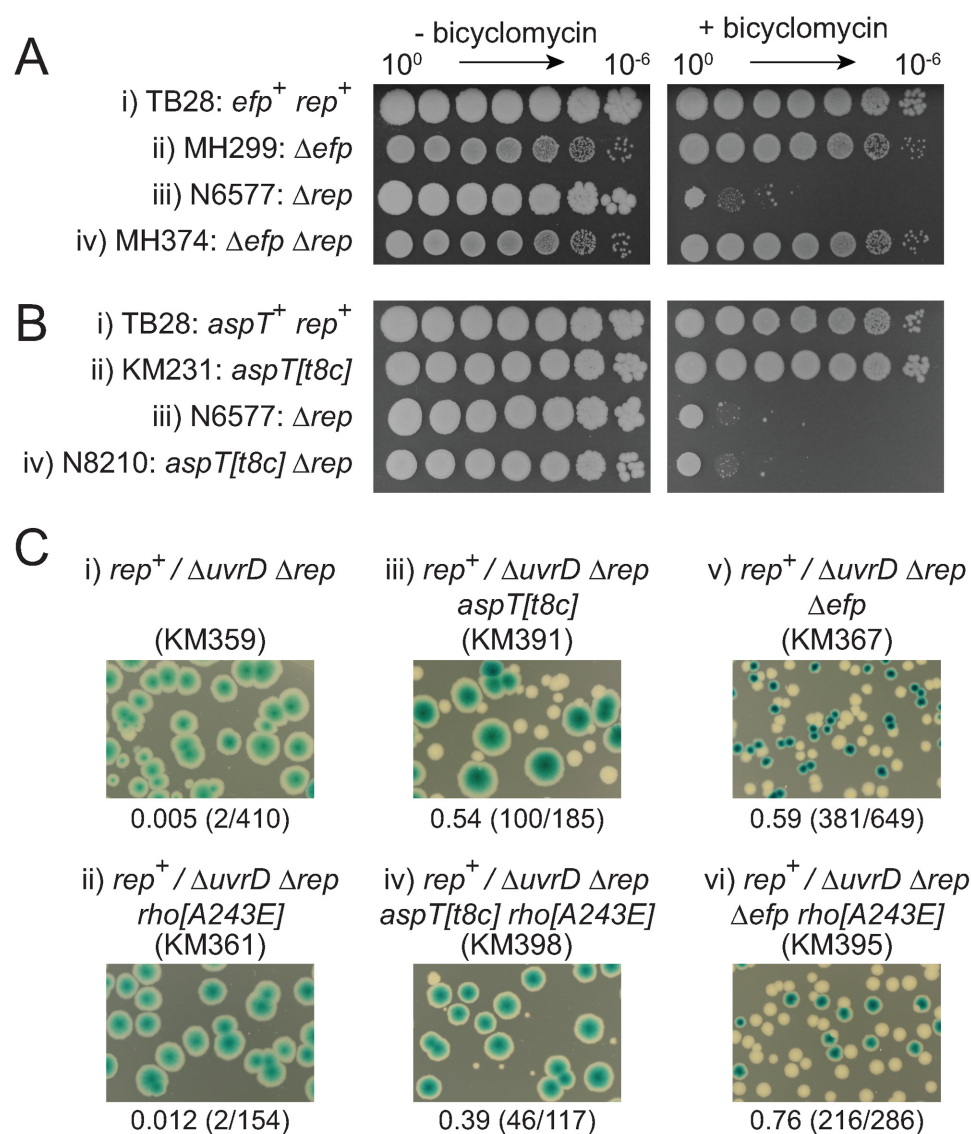 A
- bicyclomycin
+ bicyclomycin
10⁰ 10⁻⁶
10⁰ 10⁻⁶
i) TB28: efp⁺ rep⁺
ii) MH299: Δefp
iii) N6577: Δrep
iv) MH374: Δefp Δrep
B
i) TB28: aspT⁺ rep⁺
ii) KM231: aspT[t8c]
iii) N6577: Δrep
iv) N8210: aspT[t8c] Δrep
C
i) rep⁺ / ΔuvrD Δrep
(KM359)
0.005 (2/410)
ii) rep⁺ / ΔuvrD Δrep
rho[A243E]
(KM361)
0.012 (2/154)
iii) rep⁺ / ΔuvrD Δrep
aspT[t8c]
(KM391)
0.54 (100/185)
iv) rep⁺ / ΔuvrD Δrep
aspT[t8c] rho[A243E]
(KM398)
0.39 (46/117)
v) rep⁺ / ΔuvrD Δrep
Δefp
(KM367)
0.59 (381/649)
vi) rep⁺ / ΔuvrD Δrep
Δefp rho[A243E]
(KM395)
0.76 (216/286)